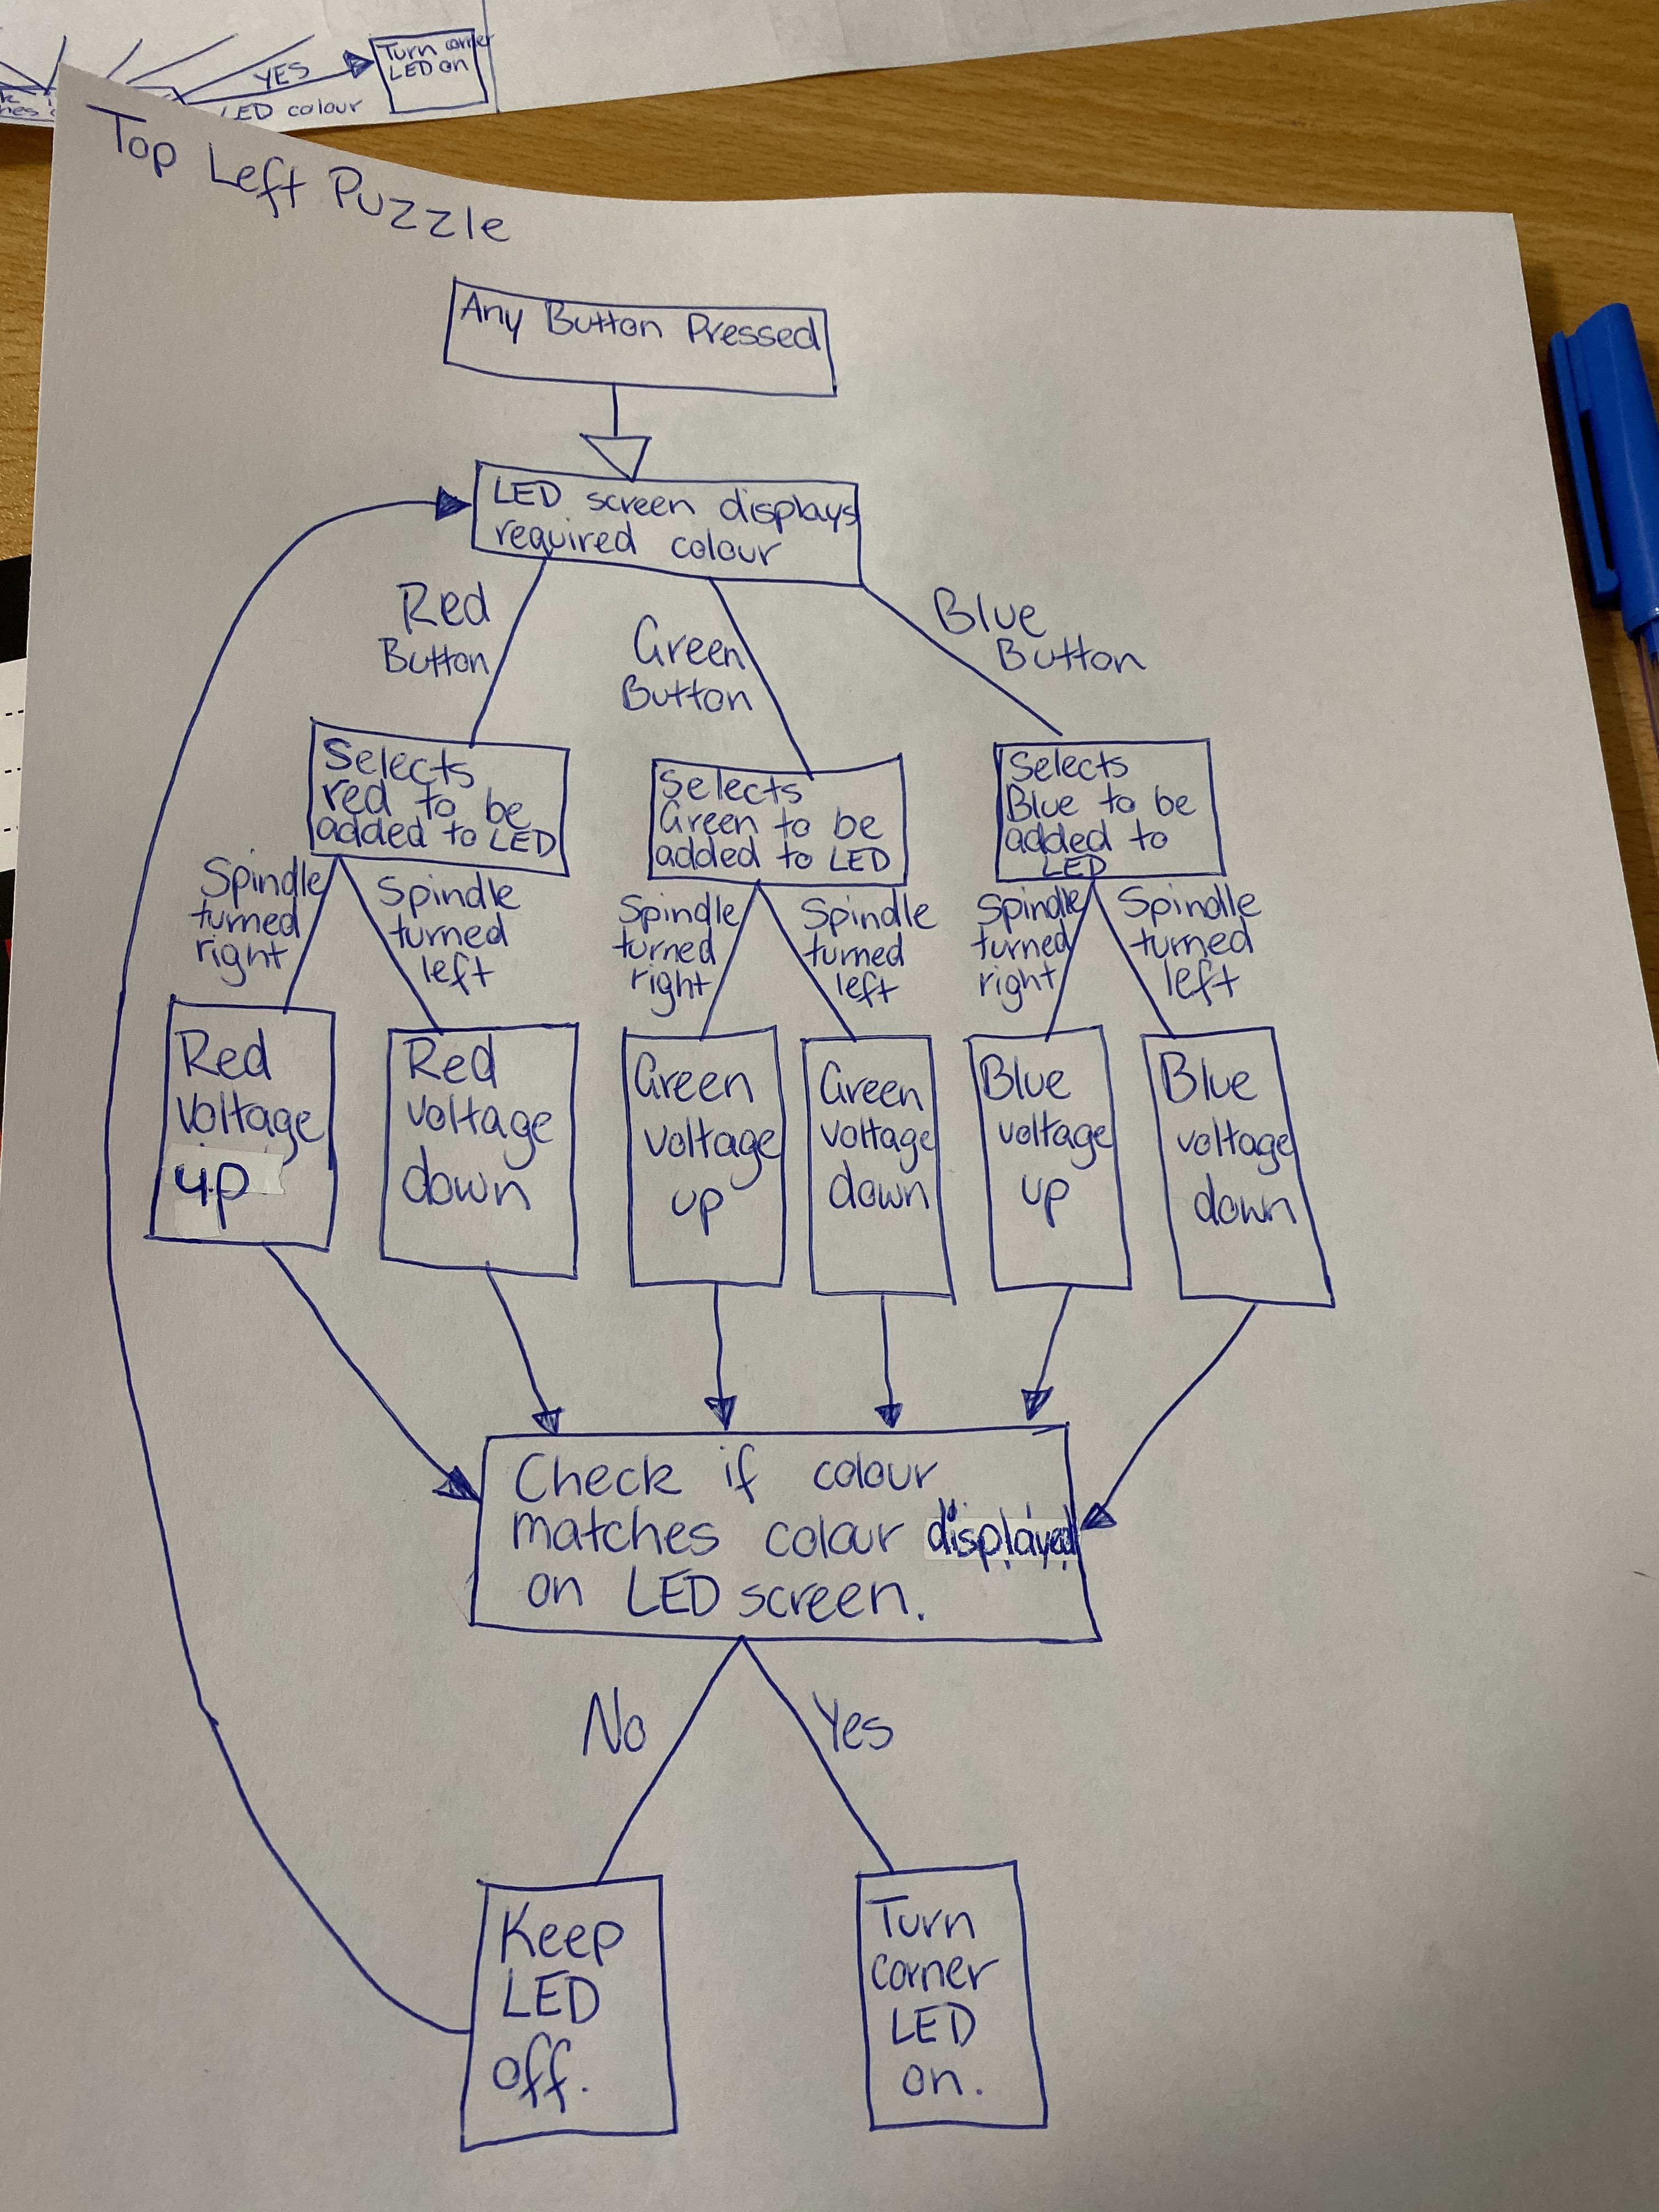 Turn corner
LED on
YES
LED colour
Top Left Puzzle
Any Button Pressed
LED screen displays
required colour
Red
Button
Green
Button
Blue
Button
Selects
red to be
added to LED
Selects
Green to be
added to LED
Selects
Blue to be
added to
LED
Spindle
turned
right
Spindle
turned
left
Spindle
turned
right
Spindle
turned
left
Spindle
turned
right
Spindle
turned
left
Red
voltage
up
Red
voltage
down
Green
voltage
up
Green
voltage
down
Blue
voltage
up
Blue
voltage
down
Check if colour
matches colour displayed
on LED screen.
No
Yes
Keep
LED
off.
Turn
corner
LED
on.